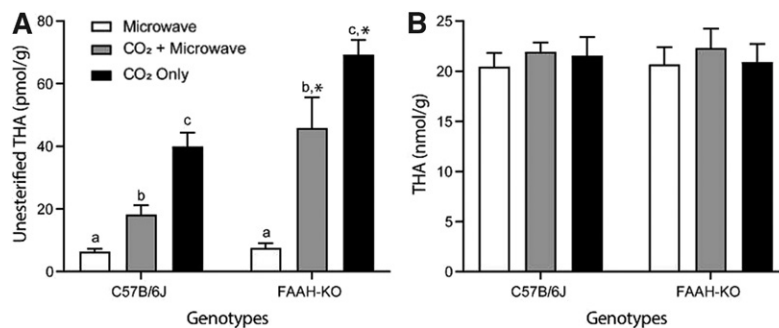 A
Unesterified THA (pmol/g)
80
60
40
20
0
Microwave
CO₂ + Microwave
CO₂ Only
a
b
c
a
b,*
c,*
C57B/6J
FAAH-KO
Genotypes
B
THA (nmol/g)
25
20
15
10
5
0
C57B/6J
FAAH-KO
Genotypes